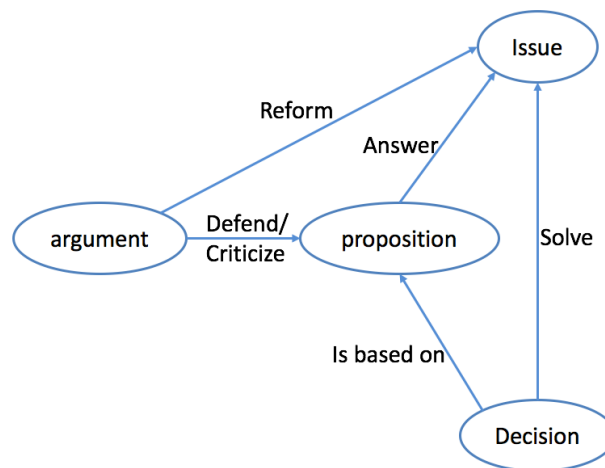 Issue
Reform
Answer
argument
Defend/
Criticize
proposition
Solve
Is based on
Decision